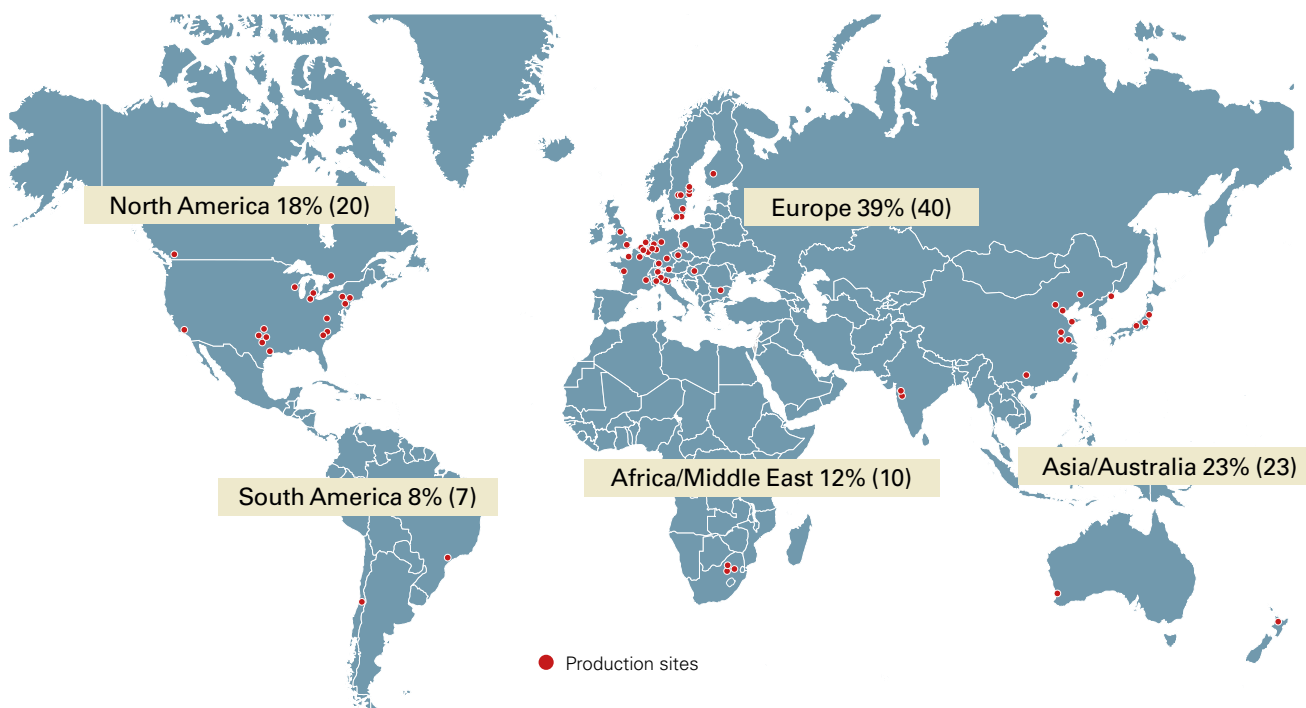 North America 18% (20)
Europe 39% (40)
Africa/Middle East 12% (10)
Asia/Australia 23% (23)
South America 8% (7)
Production sites